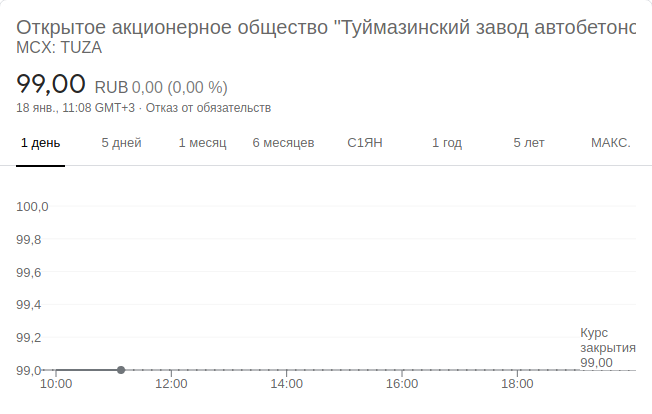 Открытое акционерное общество "Туймазинский завод автобетоно
MCX: TUZA
99,00 RUB 0,00 (0,00 %)
18 янв., 11:08 GMT+3 · Отказ от обязательств
1 день 5 дней 1 месяц 6 месяцев С1ЯН 1 год 5 лет МАКС.
100,0
99,8
99,6
99,4
99,2
Курс
закрытия
99,00
99,0
10:00 12:00 14:00 16:00 18:00